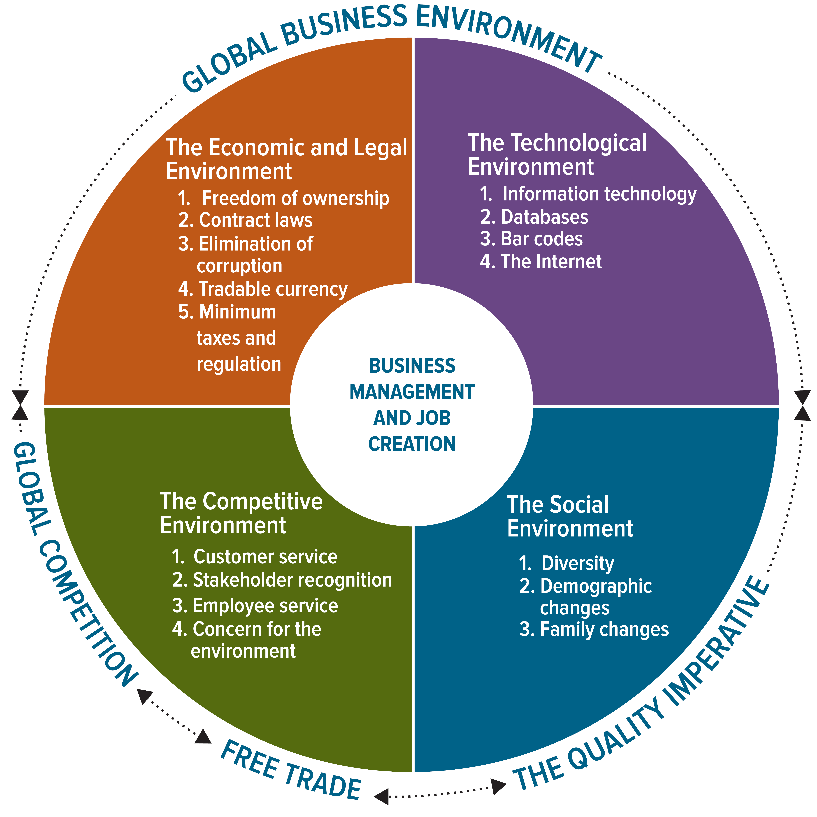 GLOBAL BUSINESS ENVIRONMENT
The Economic and Legal
Environment
1. Freedom of ownership
2. Contract laws
3. Elimination of
corruption
4. Tradable currency
5. Minimum
taxes and
regulation
The Technological
Environment
1. Information technology
2. Databases
3. Bar codes
4. The Internet
BUSINESS
MANAGEMENT
AND JOB
CREATION
The Competitive
Environment
1. Customer service
2. Stakeholder recognition
3. Employee service
4. Concern for the
environment
The Social
Environment
1. Diversity
2. Demographic
changes
3. Family changes
GLOBAL COMPETITION
FREE TRADE
THE QUALITY IMPERATIVE